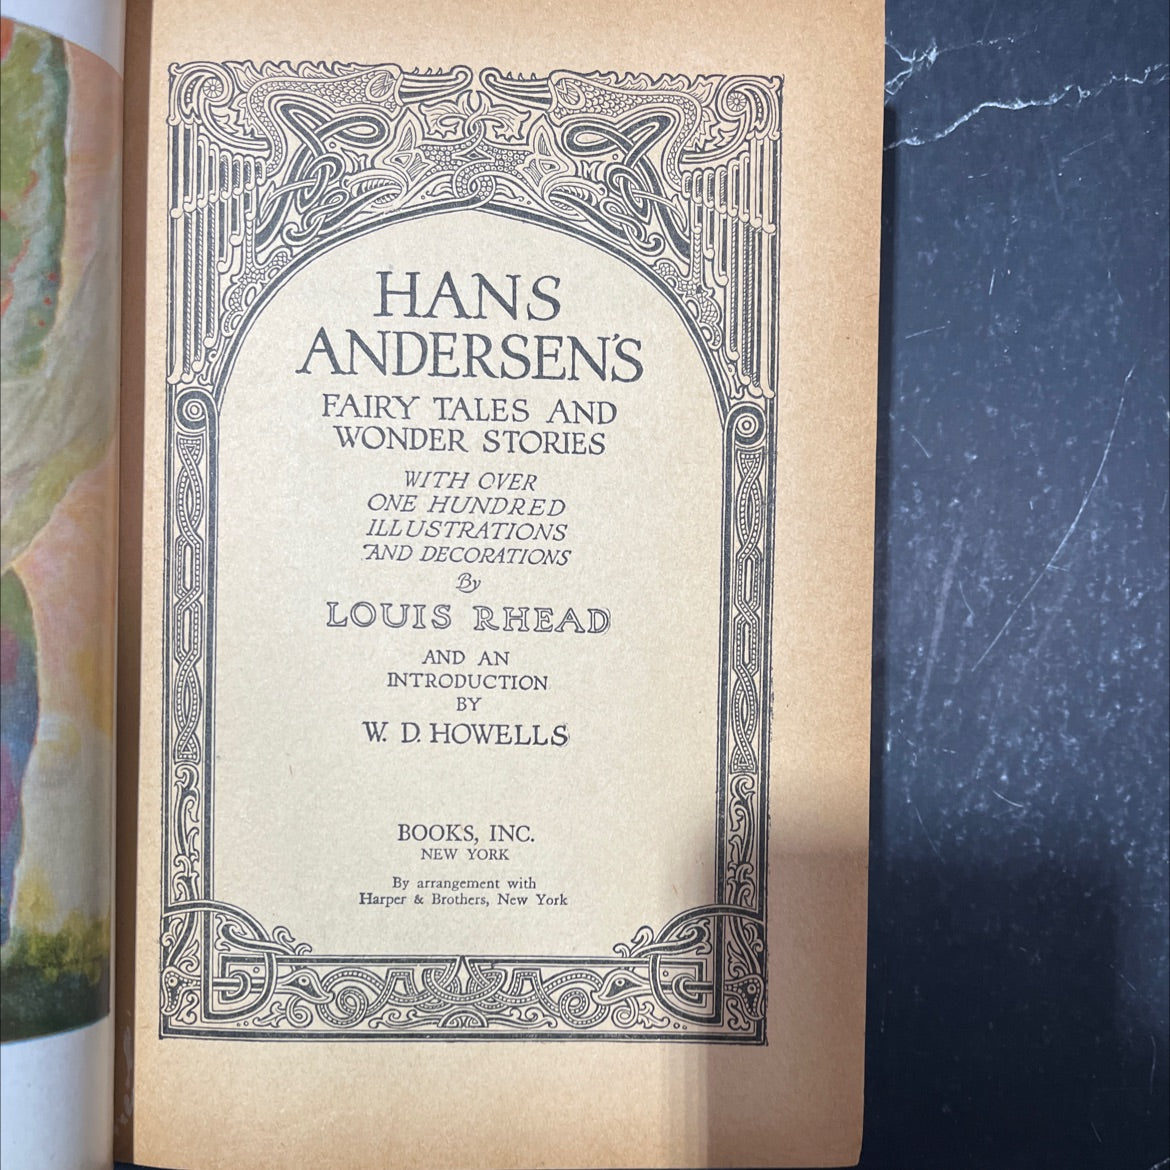 HANS
ANDERSEN'S
FAIRY TALES AND
WONDER STORIES
WITH OVER
ONE HUNDRED
ILLUSTRATIONS
AND DECORATIONS
By
LOUIS RHEAD
AND AN
INTRODUCTION
BY
W. D. HOWELLS
BOOKS, INC.
NEW YORK
By arrangement with
Harper & Brothers, New York